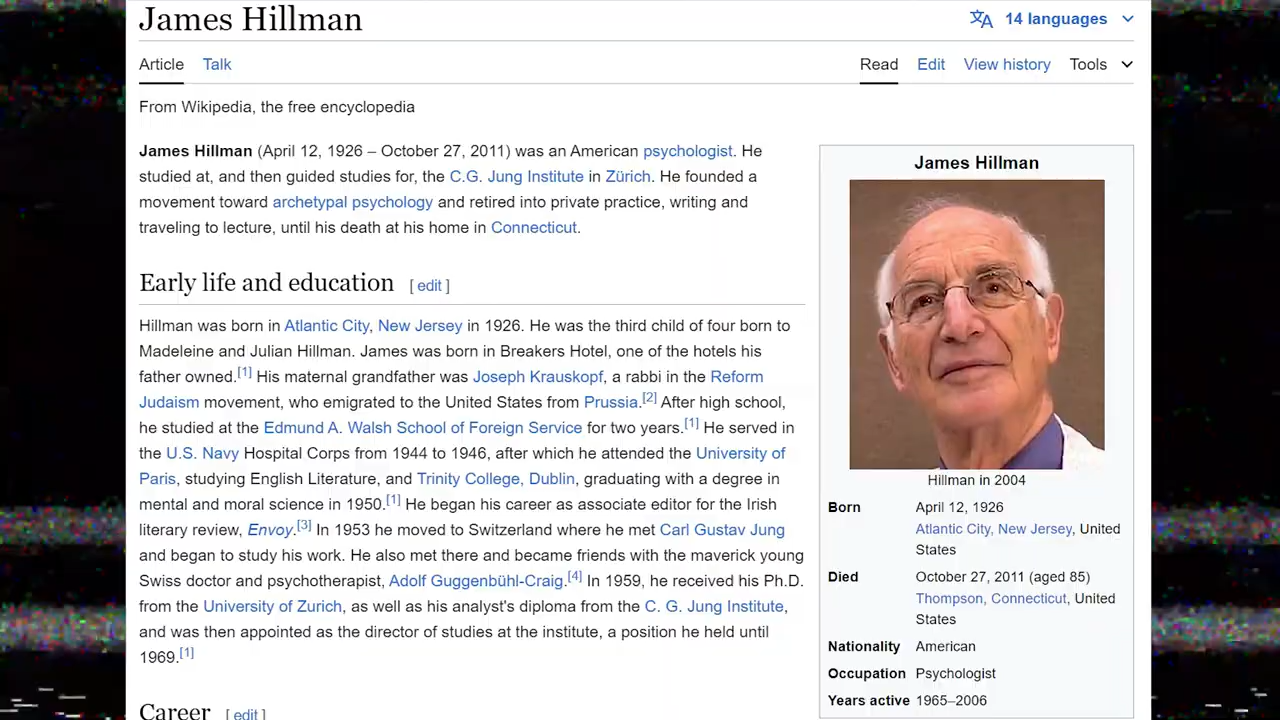 James Hillman
14 languages
Article Talk
Read Edit View history Tools
From Wikipedia, the free encyclopedia
James Hillman (April 12, 1926 – October 27, 2011) was an American psychologist. He
studied at, and then guided studies for, the C.G. Jung Institute in Zürich. He founded a
movement toward archetypal psychology and retired into private practice, writing and
traveling to lecture, until his death at his home in Connecticut.
Early life and education [ edit ]
Hillman was born in Atlantic City, New Jersey in 1926. He was the third child of four born to
Madeleine and Julian Hillman. James was born in Breakers Hotel, one of the hotels his
father owned.[1] His maternal grandfather was Joseph Krauskopf, a rabbi in the Reform
Judaism movement, who emigrated to the United States from Prussia.[2] After high school,
he studied at the Edmund A. Walsh School of Foreign Service for two years.[1] He served in
the U.S. Navy Hospital Corps from 1944 to 1946, after which he attended the University of
Paris, studying English Literature, and Trinity College, Dublin, graduating with a degree in
mental and moral science in 1950.[1] He began his career as associate editor for the Irish
literary review, Envoy.[3] In 1953 he moved to Switzerland where he met Carl Gustav Jung
and began to study his work. He also met there and became friends with the maverick young
Swiss doctor and psychotherapist, Adolf Guggenbühl-Craig.[4] In 1959, he received his Ph.D.
from the University of Zurich, as well as his analyst's diploma from the C. G. Jung Institute,
and was then appointed as the director of studies at the institute, a position he held until
1969.[1]
Career [ edit ]
James Hillman
Hillman in 2004
Born April 12, 1926
Atlantic City, New Jersey, United
States
Died October 27, 2011 (aged 85)
Thompson, Connecticut, United
States
Nationality American
Occupation Psychologist
Years active 1965–2006